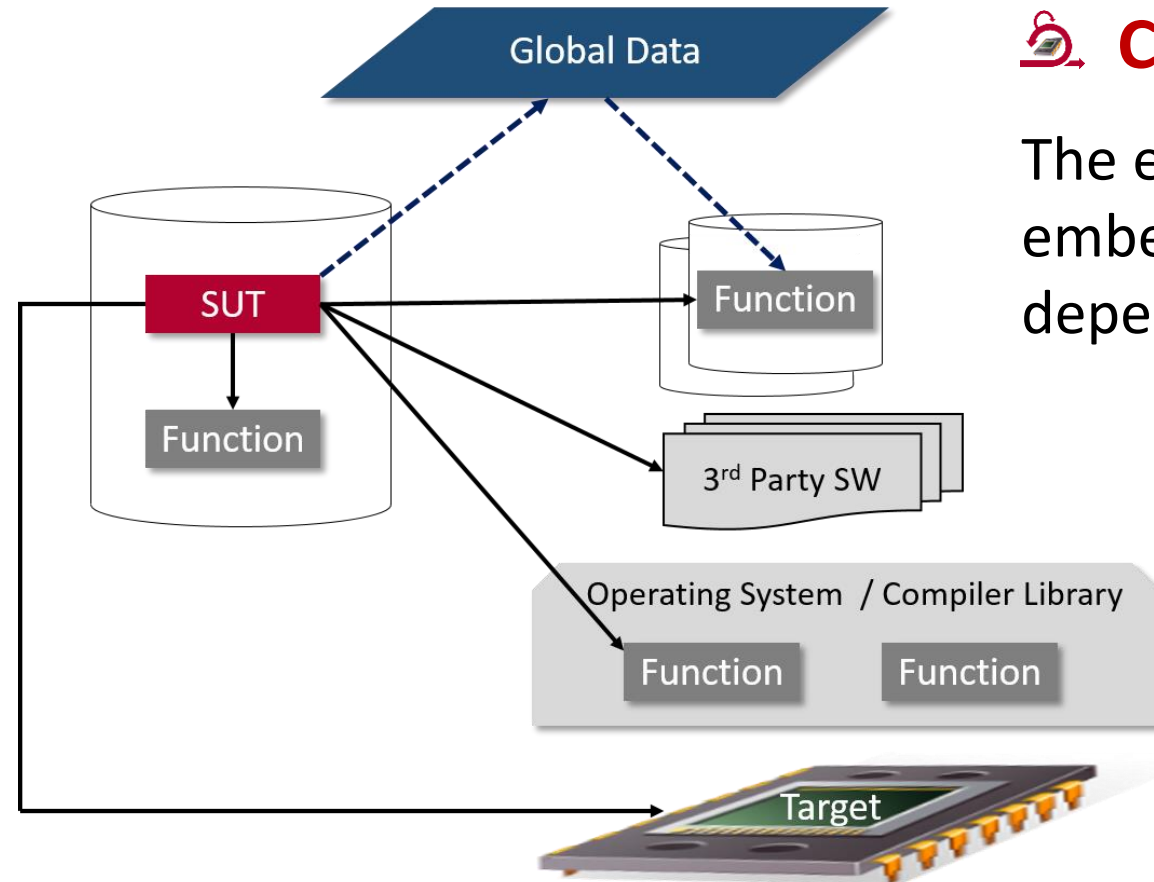 Global Data
C
The e
embe
depe
SUT
Function
Function
3rd Party SW
Operating System / Compiler Library
Function
Function
Target